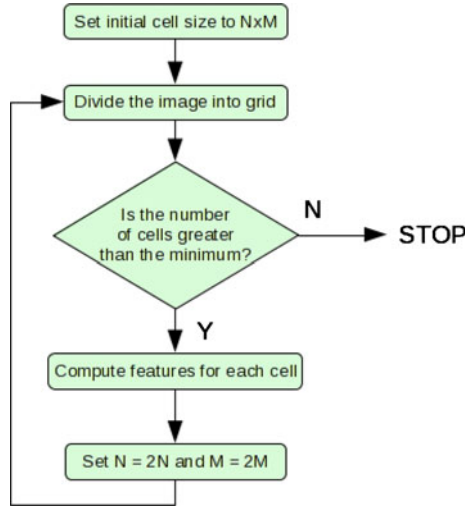 Set initial cell size to NxM
Divide the image into grid
Is the number
of cells greater
than the minimum?
N
STOP
Y
Compute features for each cell
Set N = 2N and M = 2M